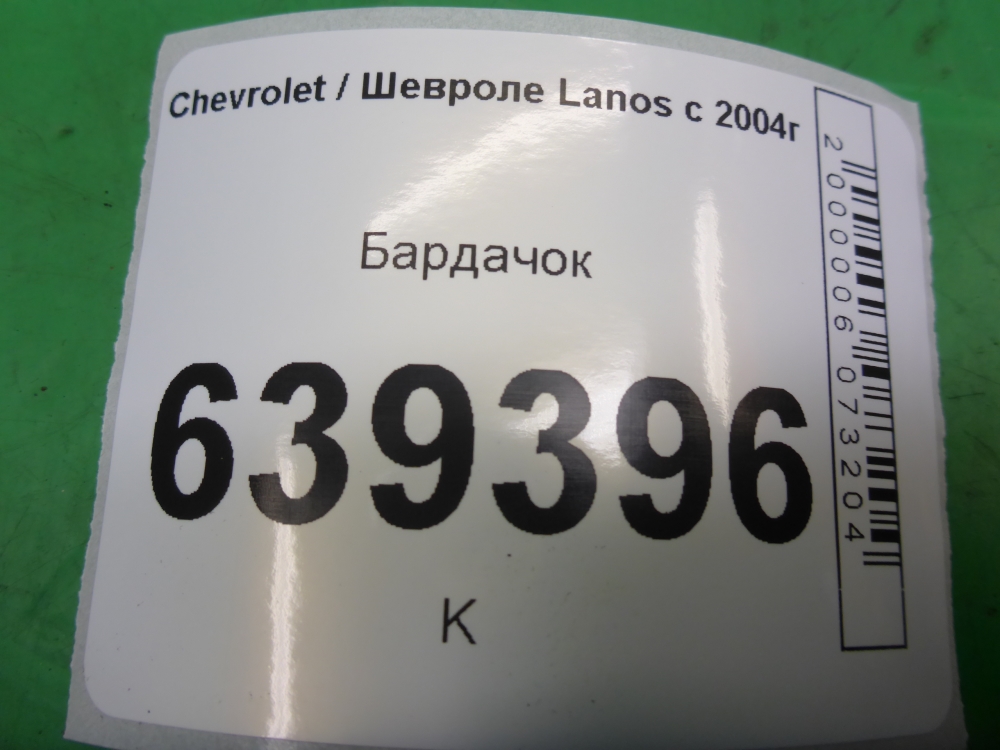 Chevrolet / Шевроле Lanos с 2004г
Бардачок
639396
К
2000006073204